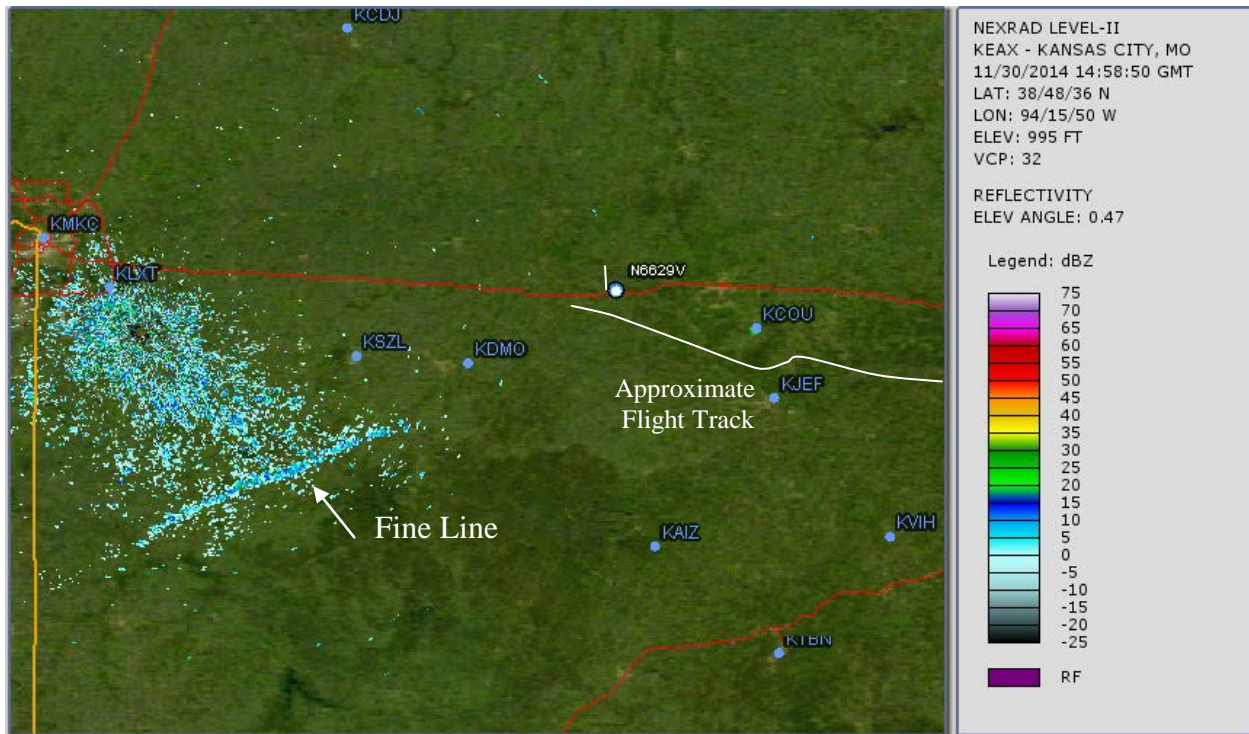 KCDJ
KMKC
KLXT
N6629V
KCOU
KSZL
KDMO
Approximate
Flight Track
KJEF
Fine Line
KAIZ
KVIH
KTBN
NEXRAD LEVEL-II
KEAX - KANSAS CITY, MO
11/30/2014 14:58:50 GMT
LAT: 38/48/36 N
LON: 94/15/50 W
ELEV: 995 FT
VCP: 32
REFLECTIVITY
ELEV ANGLE: 0.47
Legend: dBZ
75
70
65
60
55
50
45
40
35
30
25
20
15
10
5
0
-5
-10
-15
-20
-25
RF